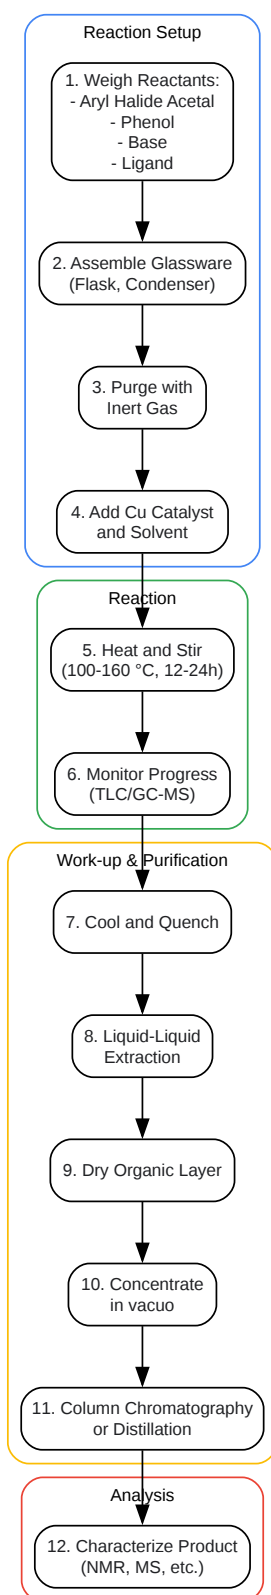 Reaction Setup
1. Weigh Reactants:
- Aryl Halide Acetal
- Phenol
- Base
- Ligand
2. Assemble Glassware
(Flask, Condenser)
3. Purge with
Inert Gas
4. Add Cu Catalyst
and Solvent
Reaction
5. Heat and Stir
(100-160 °C, 12-24h)
6. Monitor Progress
(TLC/GC-MS)
Work-up & Purification
7. Cool and Quench
8. Liquid-Liquid
Extraction
9. Dry Organic Layer
10. Concentrate
in vacuo
11. Column Chromatography
or Distillation
Analysis
12. Characterize Product
(NMR, MS, etc.)